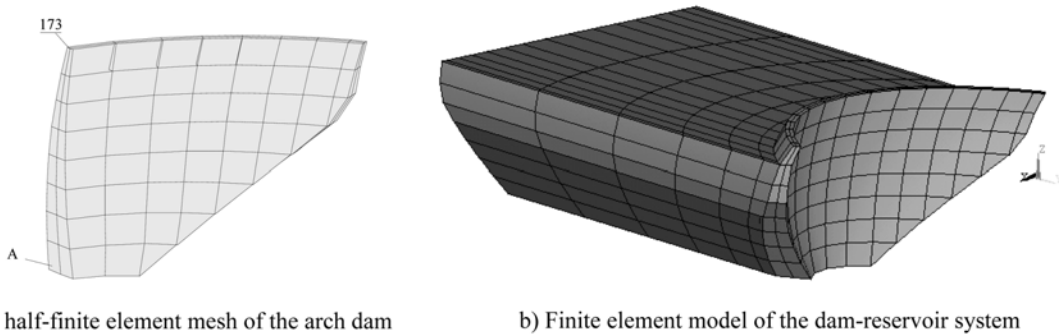 173
A
z
x
half-finite element mesh of the arch dam
b) Finite element model of the dam-reservoir system